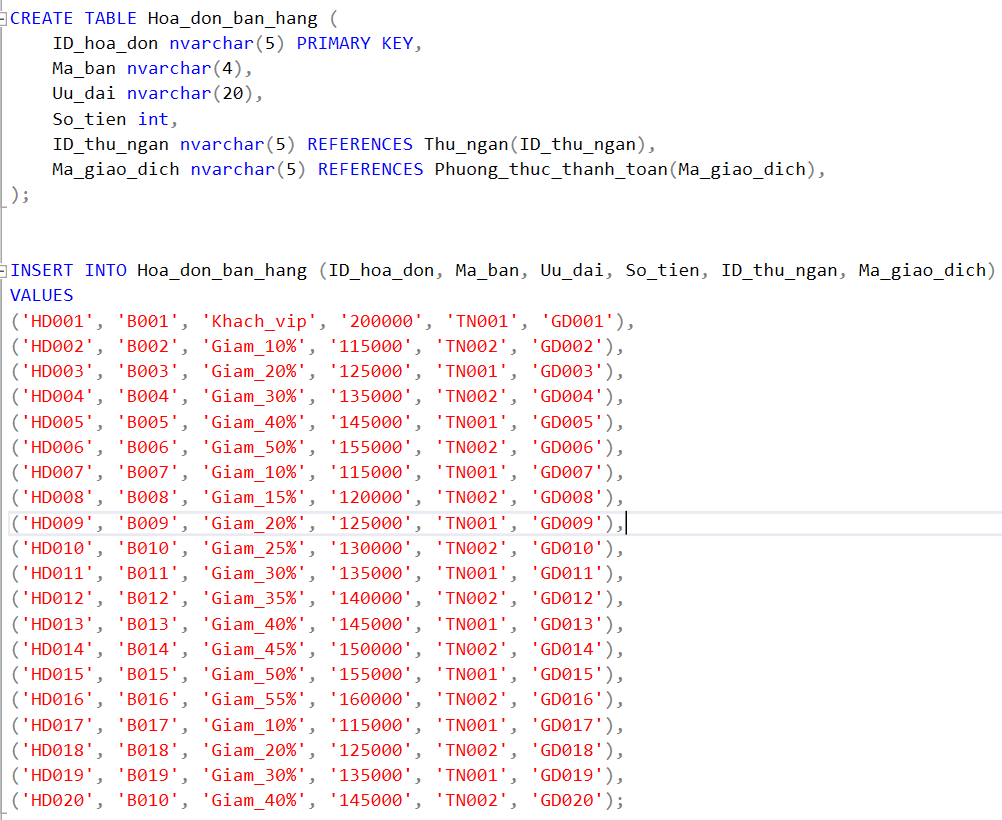 CREATE TABLE Hoa_don_ban_hang (
ID_hoa_don nvarchar(5) PRIMARY KEY,
Ma_ban nvarchar(4),
Uu_dai nvarchar(20),
So_tien int,
ID_thu_ngan nvarchar(5) REFERENCES Thu_ngan(ID_thu_ngan),
Ma_giao_dich nvarchar(5) REFERENCES Phuong_thuc_thanh_toan(Ma_giao_dich),
);
INSERT INTO Hoa_don_ban_hang (ID_hoa_don, Ma_ban, Uu_dai, So_tien, ID_thu_ngan, Ma_giao_dich)
VALUES
('HD001', 'B001', 'Khach_vip', '200000', 'TN001', 'GD001'),
('HD002', 'B002', 'Giam_10%', '115000', 'TN002', 'GD002'),
('HD003', 'B003', 'Giam_20%', '125000', 'TN001', 'GD003'),
('HD004', 'B004', 'Giam_30%', '135000', 'TN002', 'GD004'),
('HD005', 'B005', 'Giam_40%', '145000', 'TN001', 'GD005'),
('HD006', 'B006', 'Giam_50%', '155000', 'TN002', 'GD006'),
('HD007', 'B007', 'Giam_10%', '115000', 'TN001', 'GD007'),
('HD008', 'B008', 'Giam_15%', '120000', 'TN002', 'GD008'),
('HD009', 'B009', 'Giam_20%', '125000', 'TN001', 'GD009'),
('HD010', 'B010', 'Giam_25%', '130000', 'TN002', 'GD010'),
('HD011', 'B011', 'Giam_30%', '135000', 'TN001', 'GD011'),
('HD012', 'B012', 'Giam_35%', '140000', 'TN002', 'GD012'),
('HD013', 'B013', 'Giam_40%', '145000', 'TN001', 'GD013'),
('HD014', 'B014', 'Giam_45%', '150000', 'TN002', 'GD014'),
('HD015', 'B015', 'Giam_50%', '155000', 'TN001', 'GD015'),
('HD016', 'B016', 'Giam_55%', '160000', 'TN002', 'GD016'),
('HD017', 'B017', 'Giam_10%', '115000', 'TN001', 'GD017'),
('HD018', 'B018', 'Giam_20%', '125000', 'TN002', 'GD018'),
('HD019', 'B019', 'Giam_30%', '135000', 'TN001', 'GD019'),
('HD020', 'B010', 'Giam_40%', '145000', 'TN002', 'GD020');